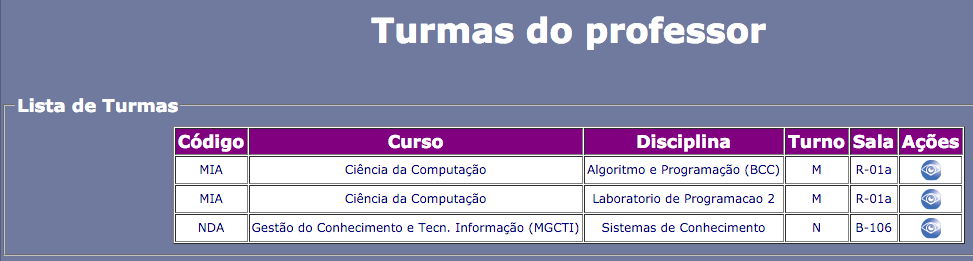 Turmas do professor
Lista de Turmas
Código Curso Disciplina Turno Sala Ações
MIA Ciência da Computação Algoritmo e Programação (BCC) M R-01a
MIA Ciência da Computação Laboratorio de Programacao 2 M R-01a
NDA Gestão do Conhecimento e Tecn. Informação (MGCTI) Sistemas de Conhecimento N B-106